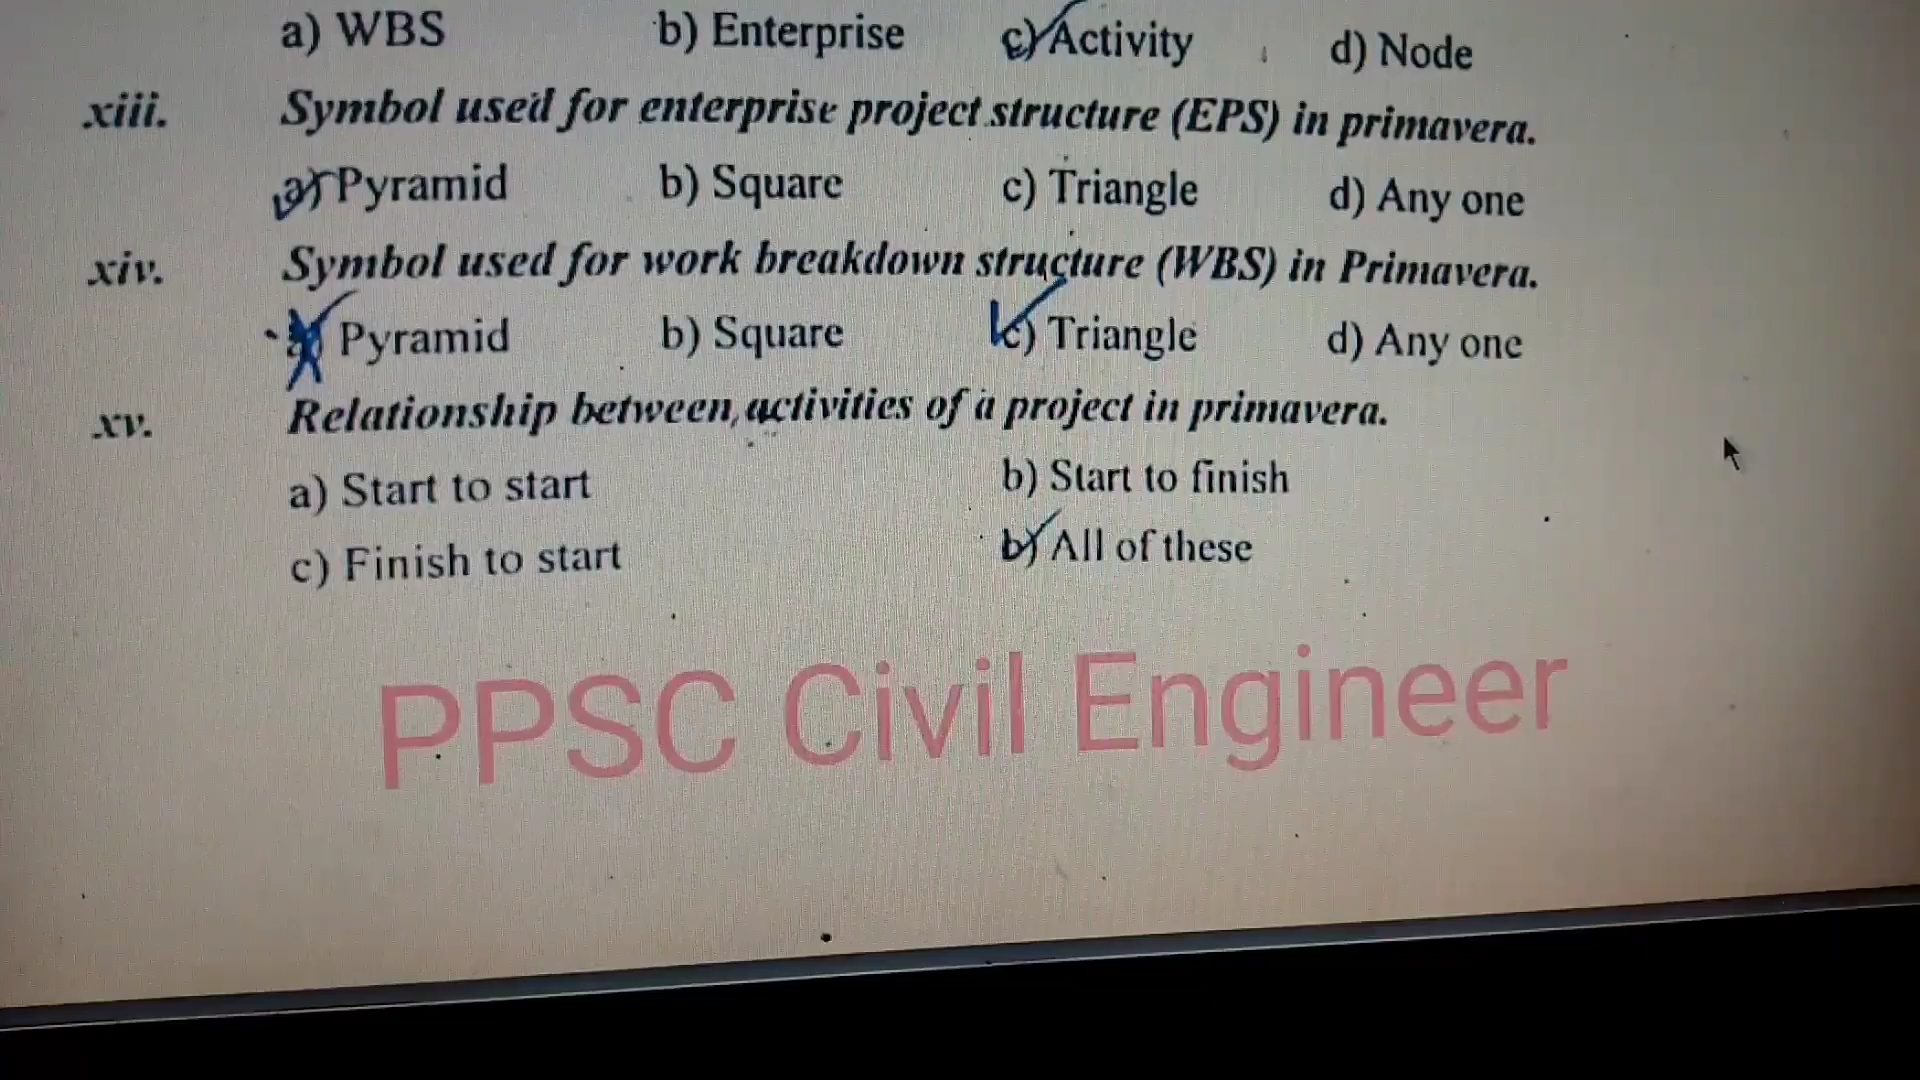 a) WBS b) Enterprise c) Activity d) Node
xiii. Symbol used for enterprise project structure (EPS) in primavera.
a) Pyramid b) Square c) Triangle d) Any one
xiv. Symbol used for work breakdown structure (WBS) in Primavera.
a) Pyramid b) Square c) Triangle d) Any one
xv. Relationship between activities of a project in primavera.
a) Start to start b) Start to finish
c) Finish to start b) All of these
PPSC Civil Engineer